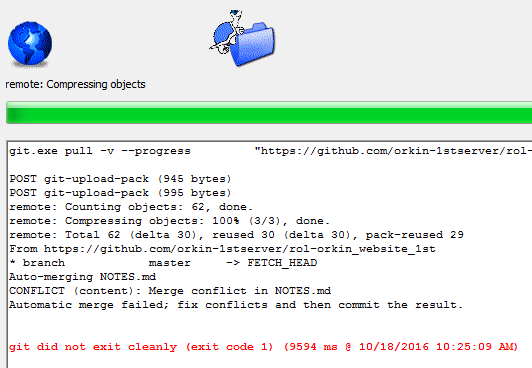 remote: Compressing objects
git.exe pull -v --progress "https://github.com/orkin-1stserver/rol-
POST git-upload-pack (945 bytes)
POST git-upload-pack (995 bytes)
remote: Counting objects: 62, done.
remote: Compressing objects: 100% (3/3), done.
remote: Total 62 (delta 30), reused 30 (delta 30), pack-reused 29
From https://github.com/orkin-1stserver/rol-orkin_website_1st
* branch master -> FETCH_HEAD
Auto-merging NOTES.md
CONFLICT (content): Merge conflict in NOTES.md
Automatic merge failed; fix conflicts and then commit the result.
git did not exit cleanly (exit code 1) (9594 ms @ 10/18/2016 10:25:09 AM)